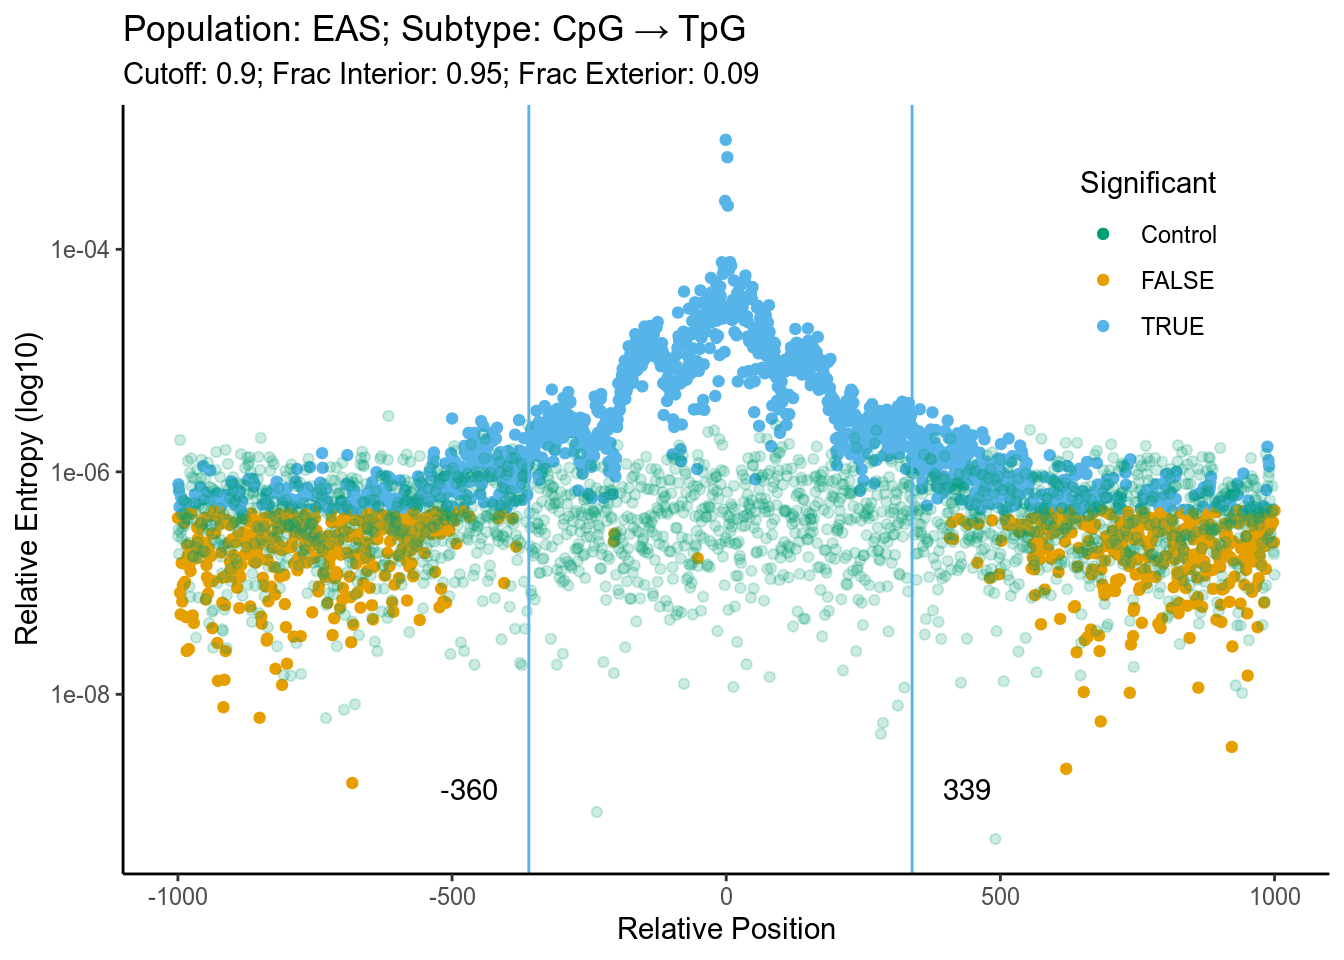 Population: EAS; Subtype: CpG → TpG
Cutoff: 0.9; Frac Interior: 0.95; Frac Exterior: 0.09
Significant
Control
FALSE
TRUE
1e-04
1e-06
1e-08
Relative Entropy (log10)
-360
339
-1000
-500
0
500
1000
Relative Position